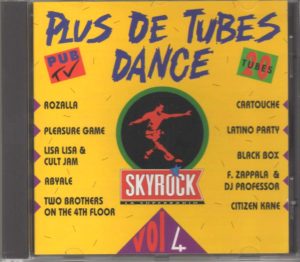 PLUS DE TUBES
DANCE
PUB
TV
TUBES
ROZALLA
PLEASURE GAME
LISA LISA &
CULT JAM
ABYALE
TWO BROTHERS
ON THE 4TH FLOOR
CARTOUCHE
LATINO PARTY
BLACK BOX
F. ZAPPALA &
DJ PROFESSOR
CITIZEN KANE
SKYROCK
vol 4